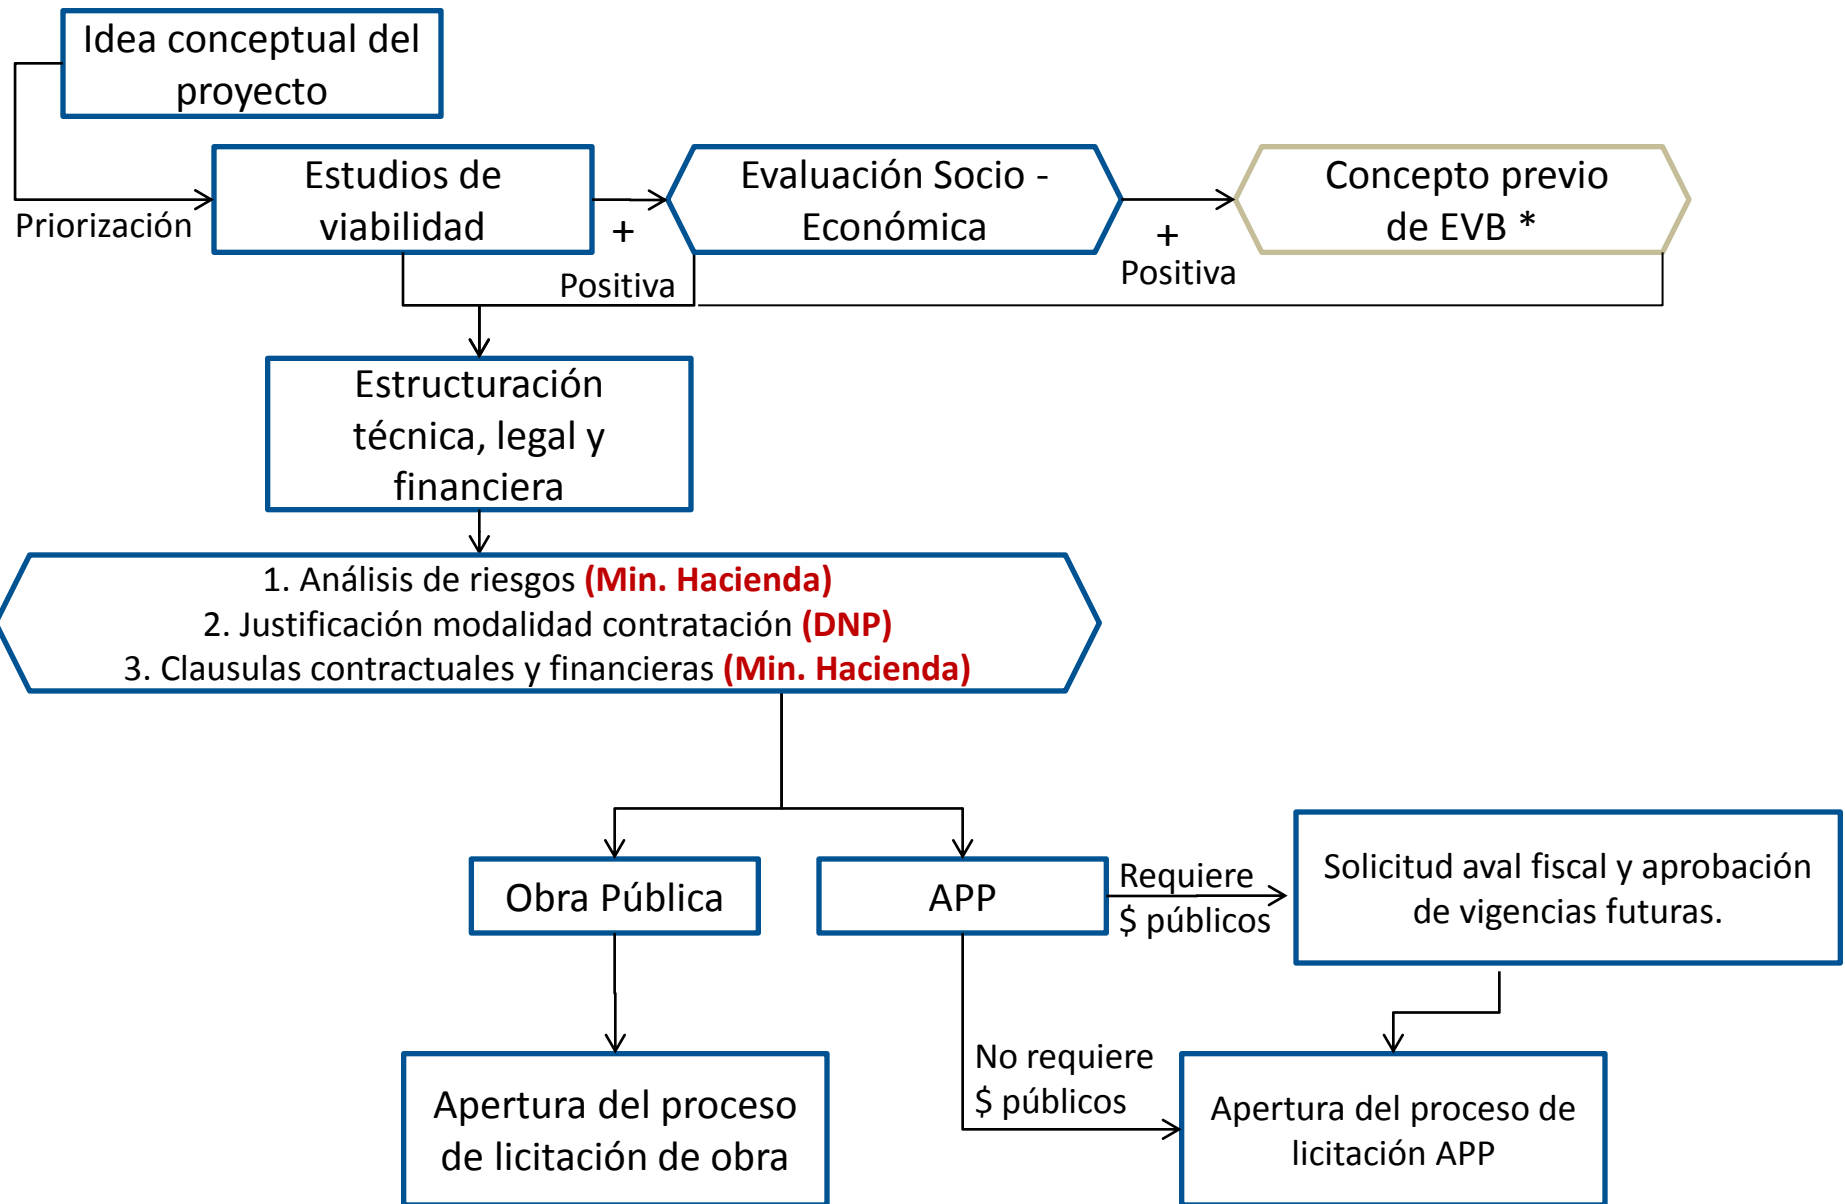 Idea conceptual del
proyecto
Priorización
Estudios de
viabilidad
+
Positiva
Evaluación Socio -
Económica
+
Positiva
Concepto previo
de EVB *
Estructuración
técnica, legal y
financiera
1. Análisis de riesgos (Min. Hacienda)
2. Justificación modalidad contratación (DNP)
3. Clausulas contractuales y financieras (Min. Hacienda)
Obra Pública
APP
Requiere
$ públicos
Solicitud aval fiscal y aprobación
de vigencias futuras.
No requiere
$ públicos
Apertura del proceso
de licitación de obra
Apertura del proceso de
licitación APP